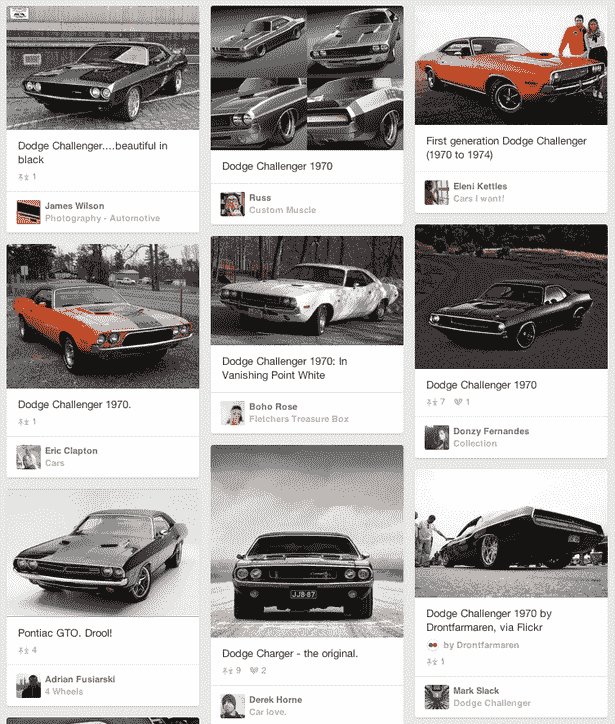 Dodge Challenger....beautiful in
black
1
James Wilson
Photography - Automotive
Dodge Challenger 1970.
1
Eric Clapton
Cars
Pontiac GTO. Drool!
4
Adrian Fusiarski
4 Wheels
Dodge Challenger 1970
Russ
Custom Muscle
Dodge Challenger 1970: In
Vanishing Point White
Boho Rose
Fletchers Treasure Box
JJB-87
Dodge Charger - the original.
9 2
Derek Horne
Car love.
First generation Dodge Challenger
(1970 to 1974)
Eleni Kettles
Cars I want!
Dodge Challenger 1970
7 1
Donzy Fernandes
Collection
Dodge Challenger 1970 by
Drontfarmaren, via Flickr
by Drontfarmaren
1
Mark Slack
Dodge Challenger